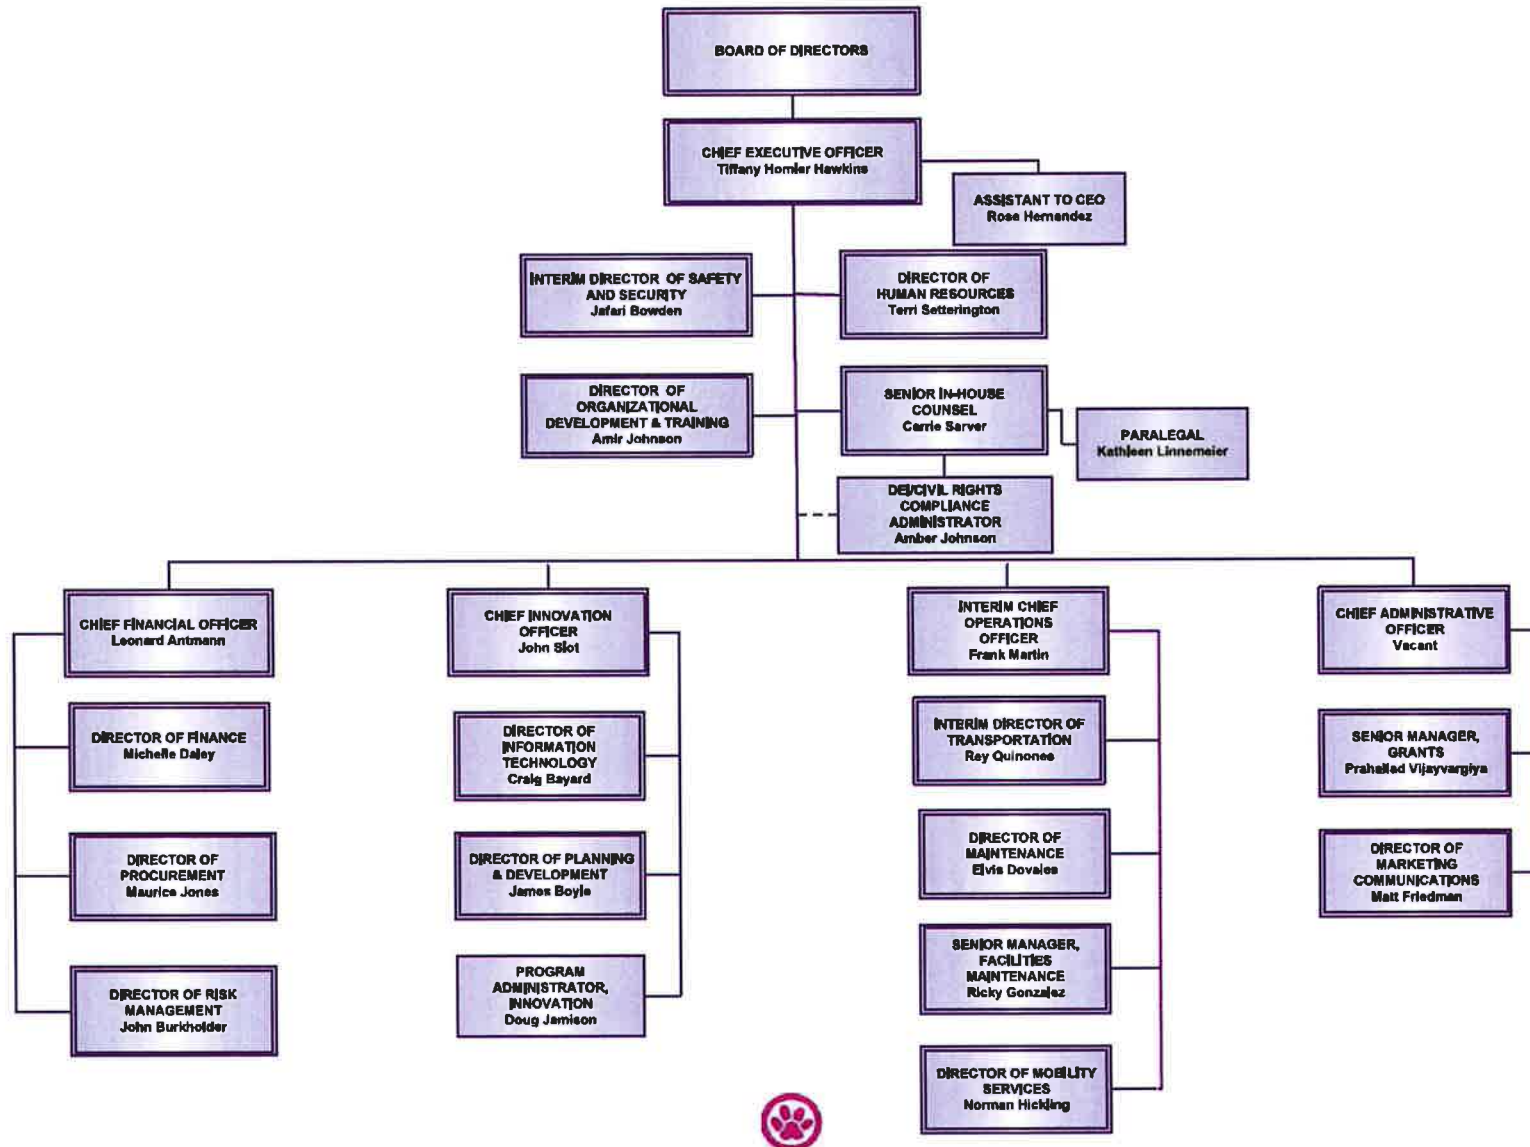 BOARD OF DIRECTORS
CHIEF EXECUTIVE OFFICER
Tiffany Homler Hawkins
ASSISTANT TO CEO
Rose Hernandez
INTERIM DIRECTOR OF SAFETY
AND SECURITY
Jafari Bowden
DIRECTOR OF
HUMAN RESOURCES
Terri Setterington
DIRECTOR OF
ORGANIZATIONAL
DEVELOPMENT & TRAINING
Amir Johnson
SENIOR IN-HOUSE
COUNSEL
Carrie Sarver
PARALEGAL
Kathleen Linnemeier
DEI/CIVIL RIGHTS
COMPLIANCE
ADMINISTRATOR
Amber Johnson
CHIEF FINANCIAL OFFICER
Leonard Antmann
DIRECTOR OF FINANCE
Michelle Daley
DIRECTOR OF
PROCUREMENT
Maurice Jones
DIRECTOR OF RISK
MANAGEMENT
John Burkholder
CHIEF INNOVATION
OFFICER
John Slot
DIRECTOR OF
INFORMATION
TECHNOLOGY
Craig Bayard
DIRECTOR OF PLANNING
& DEVELOPMENT
James Boyle
PROGRAM
ADMINISTRATOR,
INNOVATION
Doug Jamison
INTERIM CHIEF
OPERATIONS
OFFICER
Frank Martin
INTERIM DIRECTOR OF
TRANSPORTATION
Rey Quinones
DIRECTOR OF
MAINTENANCE
Elvis Dovales
SENIOR MANAGER,
FACILITIES
MAINTENANCE
Ricky Gonzalez
DIRECTOR OF MOBILITY
SERVICES
Norman Hickling
CHIEF ADMINISTRATIVE
OFFICER
Vacant
SENIOR MANAGER,
GRANTS
Prahallad Vijayvargiya
DIRECTOR OF
MARKETING
COMMUNICATIONS
Matt Friedman